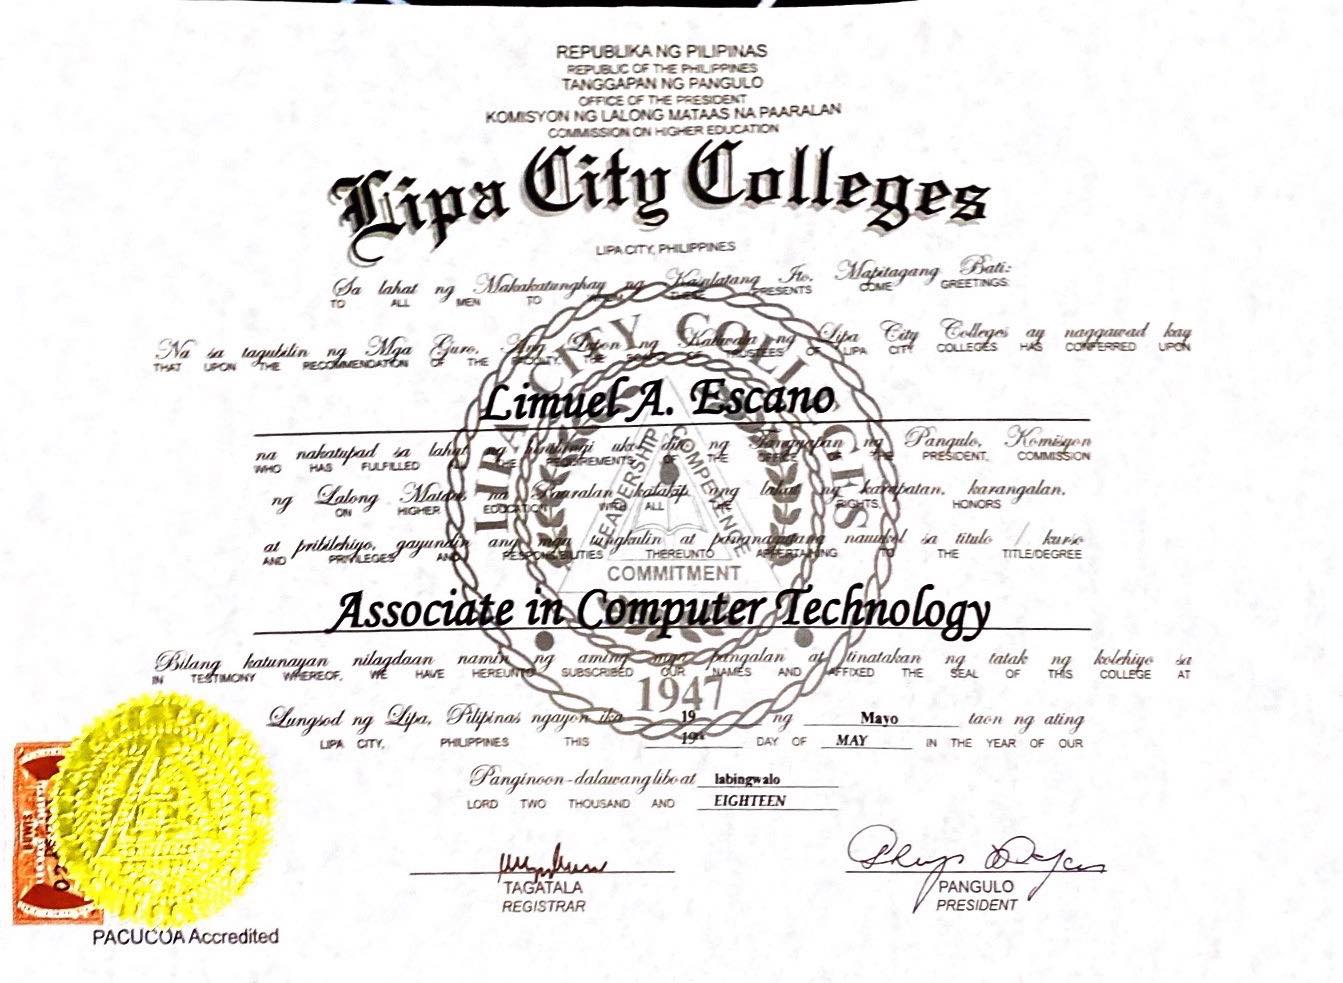 REPUBLIKA NG PILIPINAS
REPUBLIC OF THE PHILIPPINES
TANGGAPAN NG PANGULO
OFFICE OF THE PRESIDENT
KOMISYON NG LALONG MATAAS NA PAARALAN
COMMISSION ON HIGHER EDUCATION
Lipa City Colleges
LIPA CITY, PHILIPPINES
Sa lahat ng Makakatunghay ng Kasulatang Ito, Mapitagang Bati:
TO ALL MEN TO THESE PRESENTS COME GREETINGS:
Na sa tagubilin ng Mga Guro, Ang Lupon ng Katiwala ng Lipa City Colleges ay naggawad kay
THAT UPON THE RECOMMENDATION OF THE FACULTY, THE TRUSTEES OF LIPA CITY COLLEGES HAS CONFERRED UPON
Limuel A. Escano
na nakatupad sa lahat ng din ng Tanggapan ng Pangulo, Komisyon
WHO HAS FULFILLED THE REQUIREMENTS OF THE OFFICE OF THE PRESIDENT, COMMISSION
ng Lalong Mataas na Paaralan kalakip ang lahat ng karapatan, karangalan,
ON HIGHER EDUCATION WITH ALL THE RIGHTS, HONORS
at pribilehiyo, gayundin ang mga tungkulin at pananagutang nauukol sa titulo / kurso
AND PRIVILEGES AND RESPONSIBILITIES THEREUNTO APPERTAINING TO THE TITLE/DEGREE
Associate in Computer Technology
Bilang katunayan nilagdaan namin ng aming mga pangalan at tinatakan ng tatak ng kolehiyo sa
IN TESTIMONY WHEREOF, WE HAVE HEREUNTO SUBSCRIBED OUR NAMES AND AFFIXED THE SEAL OF THIS COLLEGE AT
Lungsod ng Lipa, Pilipinas ngayon ika 19 ng Mayo taon ng ating
LIPA CITY, PHILIPPINES THIS 19th DAY OF MAY IN THE YEAR OF OUR
Panginoon-dalawang libo at labingwalo
LORD TWO THOUSAND AND EIGHTEEN
TAGATALA
REGISTRAR
PANGULO
PRESIDENT
LIPA CITY COLLEGES
LEADERSHIP
COMPETENCE
COMMITMENT
1947
PACUCOA Accredited